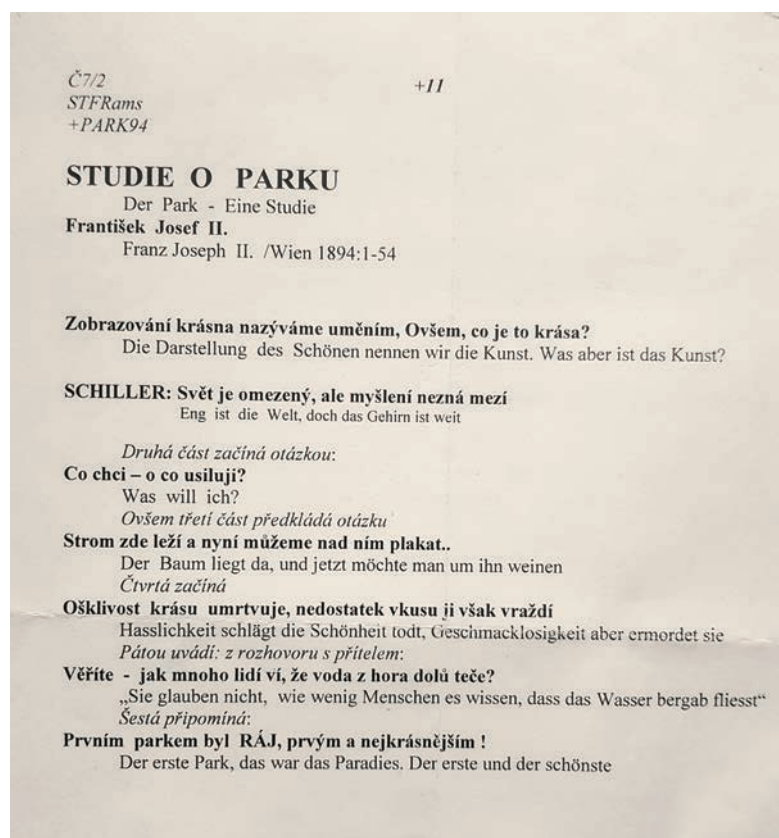 Č7/2 +11
STFRams
+PARK94
STUDIE O PARKU
Der Park - Eine Studie
František Josef II.
Franz Joseph II. /Wien 1894:1-54
Zobrazování krásna nazýváme uměním, Ovšem, co je to krása?
Die Darstellung des Schönen nennen wir die Kunst. Was aber ist das Kunst?
SCHILLER: Svět je omezený, ale myšlení nezná mezí
Eng ist die Welt, doch das Gehirn ist weit
Druhá část začíná otázkou:
Co chci – o co usiluji?
Was will ich?
Ovšem třetí část předkládá otázku
Strom zde leží a nyní můžeme nad ním plakat..
Der Baum liegt da, und jetzt möchte man um ihn weinen
Čtvrtá začíná
Ošklivost krásu umrtvuje, nedostatek vkusu ji však vraždí
Hasslichkeit schlägt die Schönheit todt, Geschmacklosigkeit aber ermordet sie
Pátou uvádí: z rozhovoru s přítelem:
Věříte - jak mnoho lidí ví, že voda z hora dolů teče?
„Sie glauben nicht, wie wenig Menschen es wissen, dass das Wasser bergab fliesst“
Šestá připomíná:
Prvním parkem byl RÁJ, prvým a nejkrásnějším !
Der erste Park, das war das Paradies. Der erste und der schönste